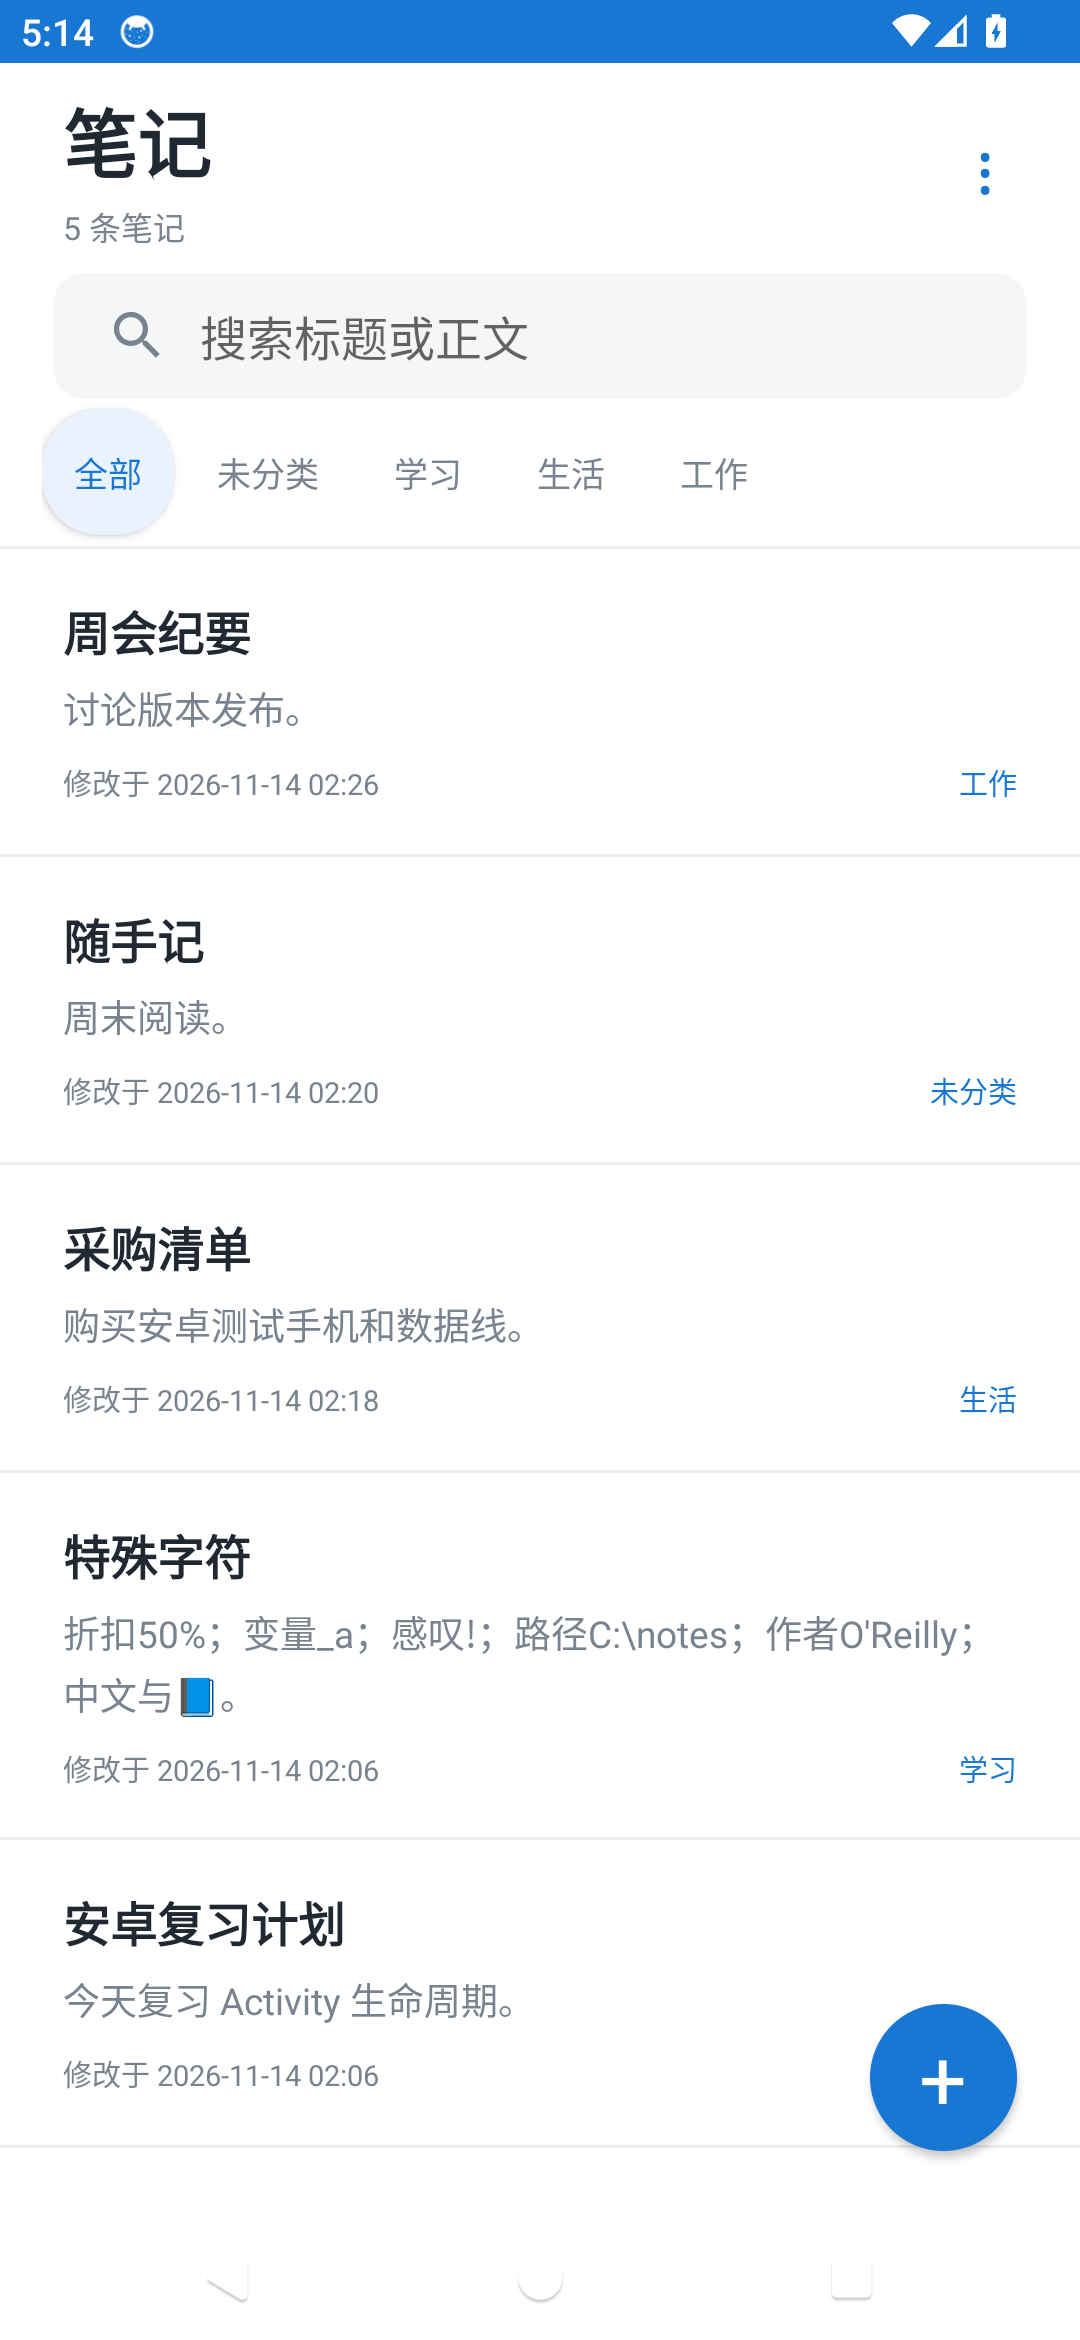 5:14
笔记
5 条笔记
搜索标题或正文
全部 未分类 学习 生活 工作
周会纪要
讨论版本发布。
修改于 2026-11-14 02:26 工作
随手记
周末阅读。
修改于 2026-11-14 02:20 未分类
采购清单
购买安卓测试手机和数据线。
修改于 2026-11-14 02:18 生活
特殊字符
折扣50%；变量_a；感叹!；路径C:\notes；作者O'Reilly；
中文与📘。
修改于 2026-11-14 02:06 学习
安卓复习计划
今天复习 Activity 生命周期。
修改于 2026-11-14 02:06